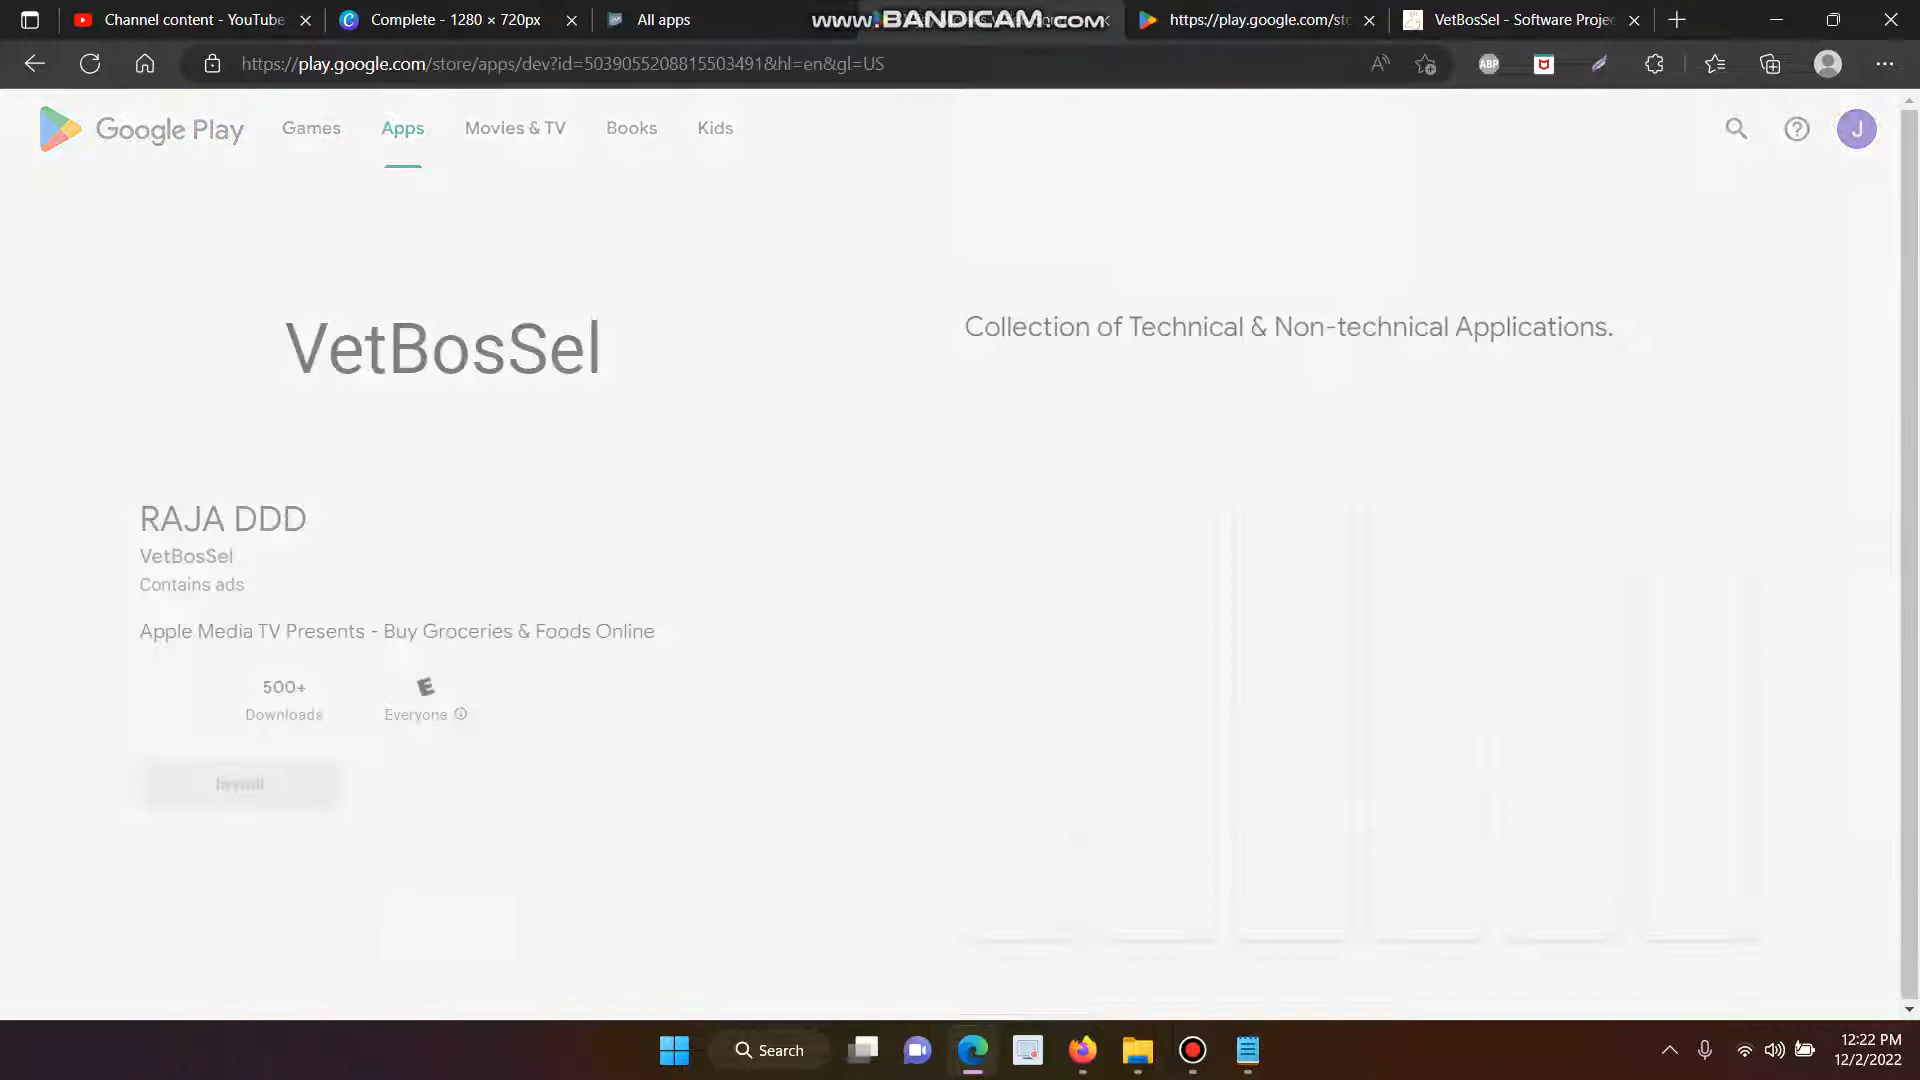 Channel content - YouTube
Complete - 1280 × 720px
All apps
www.BANDICAM.com
https://play.google.com/sto
VetBosSel - Software Projec
https://play.google.com/store/apps/dev?id=5039055208815503491&hl=en&gl=US
ABP
Google Play
Games
Apps
Movies & TV
Books
Kids
J
VetBosSel
Collection of Technical & Non-technical Applications.
RAJA DDD
VetBosSel
Contains ads
Apple Media TV Presents - Buy Groceries & Foods Online
500+
E
Downloads
Everyone
Install
Search
12:22 PM
12/2/2022